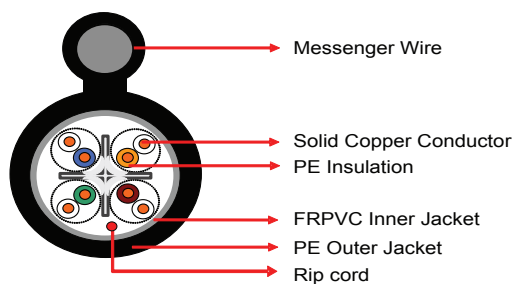 Messenger Wire
Solid Copper Conductor
PE Insulation
FRPVC Inner Jacket
PE Outer Jacket
Rip cord